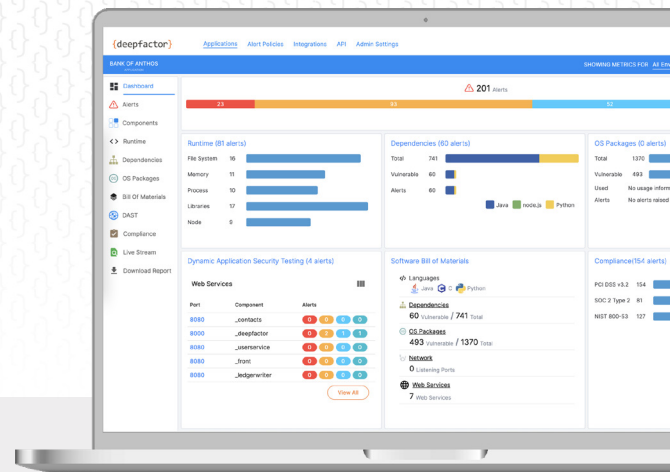 {deepfactor} Applications Alert Policies Integrations API Admin Settings
BANK OF ANTHOS SHOWING METRICS FOR All Env
Dashboard
Alerts
Components
Runtime
Dependencies
OS Packages
Bill Of Materials
DAST
Compliance
Live Stream
Download Report
201 Alerts
23 93 52
Runtime (81 alerts)
File System 16
Memory 11
Process 10
Libraries 17
Node
Dependencies (60 alerts)
Total 741
Vulnerable 60
Alerts 60
Java node.js Python
OS Packages (0 alerts)
Total 1370
Vulnerable 493
Used No usage inform
Alerts No alerts raised
Dynamic Application Security Testing (4 alerts)
Web Services
Port Component Alerts
8080 _contacts 0 0 0 0
8000 _deepfactor 0 2 1 1
8080 _userservice 0 0 0 0
8080 _front 0 0 0 0
8080 _ledgerwriter 0 0 0 0
View All
Software Bill of Materials
Languages
Java C Python
Dependencies
60 Vulnerable / 741 Total
OS Packages
493 Vulnerable / 1370 Total
Network
0 Listening Ports
Web Services
7 Web Services
Compliance(154 alerts)
PCI DSS v3.2 154
SOC 2 Type 2 81
NIST 800-53 127